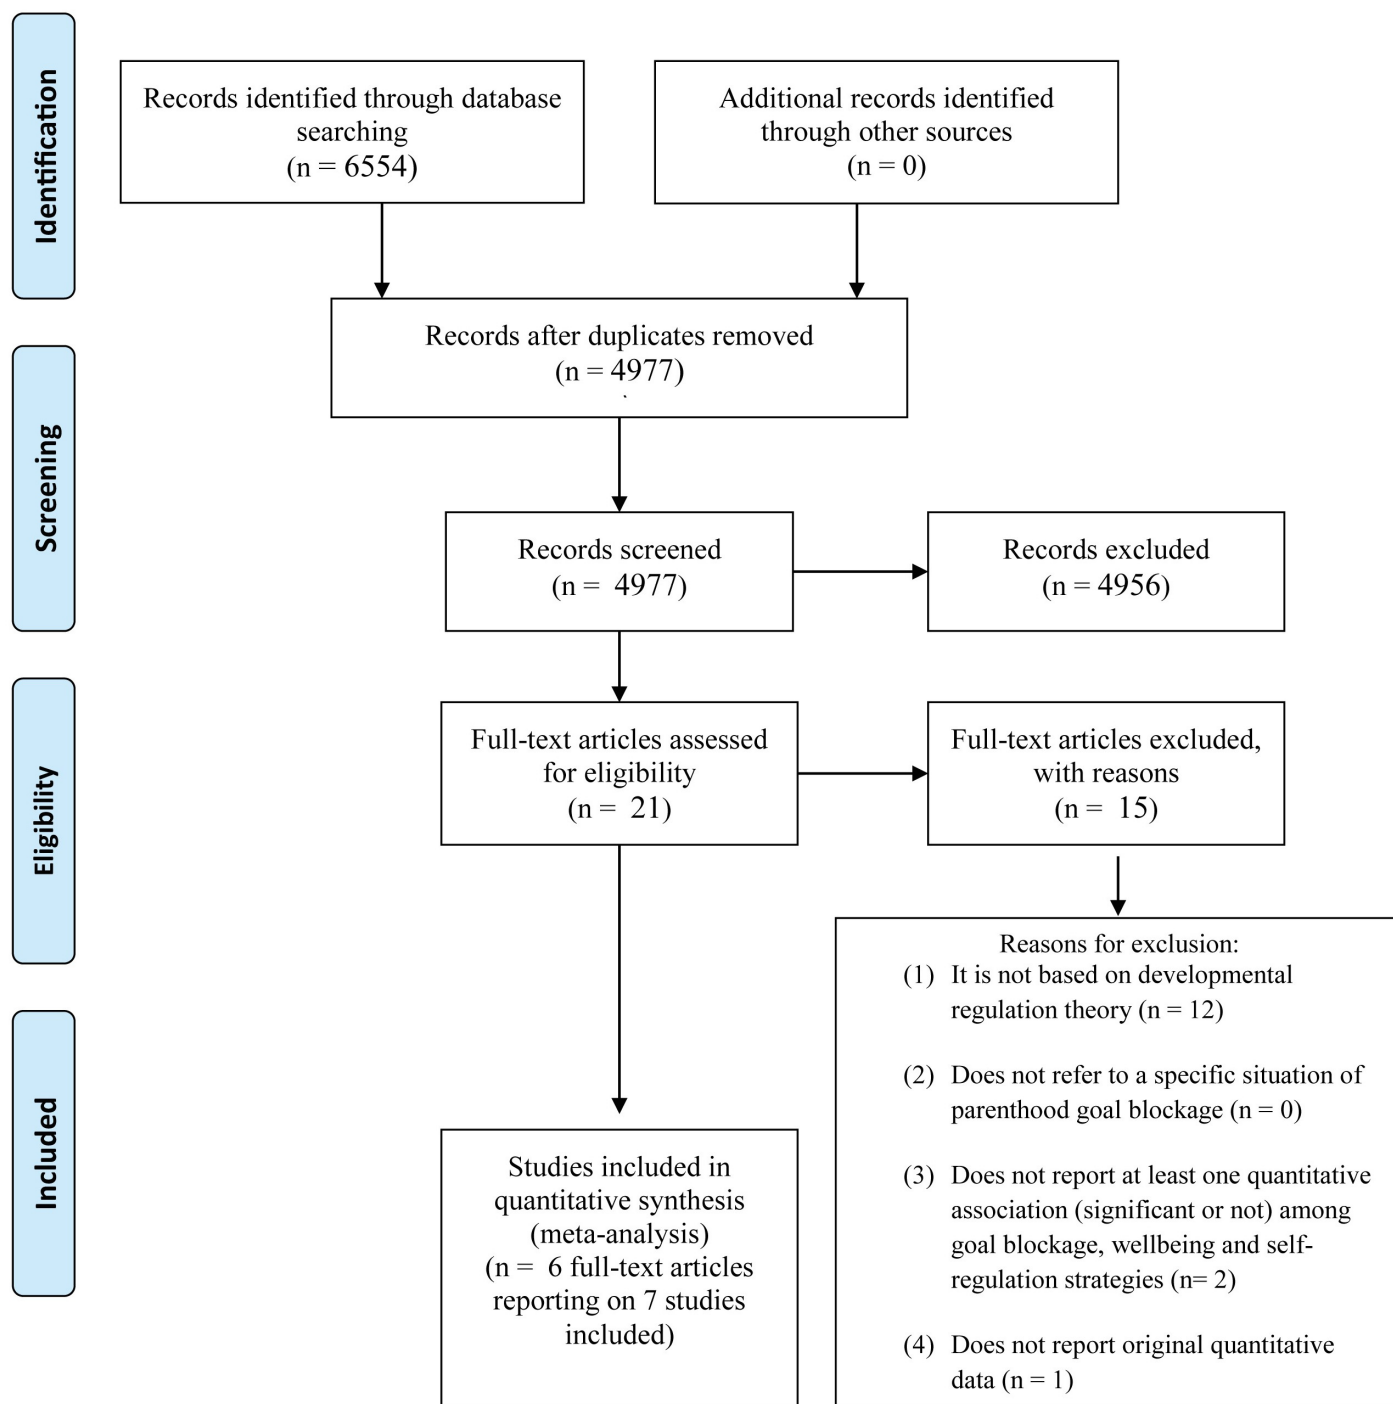 Identification
Records identified through database
searching
(n = 6554)
Additional records identified
through other sources
(n = 0)
Records after duplicates removed
(n = 4977)
Screening
Records screened
(n = 4977)
Records excluded
(n = 4956)
Eligibility
Full-text articles assessed
for eligibility
(n = 21)
Full-text articles excluded,
with reasons
(n = 15)
Reasons for exclusion:
(1) It is not based on developmental
regulation theory (n = 12)
(2) Does not refer to a specific situation of
parenthood goal blockage (n = 0)
(3) Does not report at least one quantitative
association (significant or not) among
goal blockage, wellbeing and self-
regulation strategies (n= 2)
(4) Does not report original quantitative
data (n = 1)
Included
Studies included in
quantitative synthesis
(meta-analysis)
(n = 6 full-text articles
reporting on 7 studies
included)